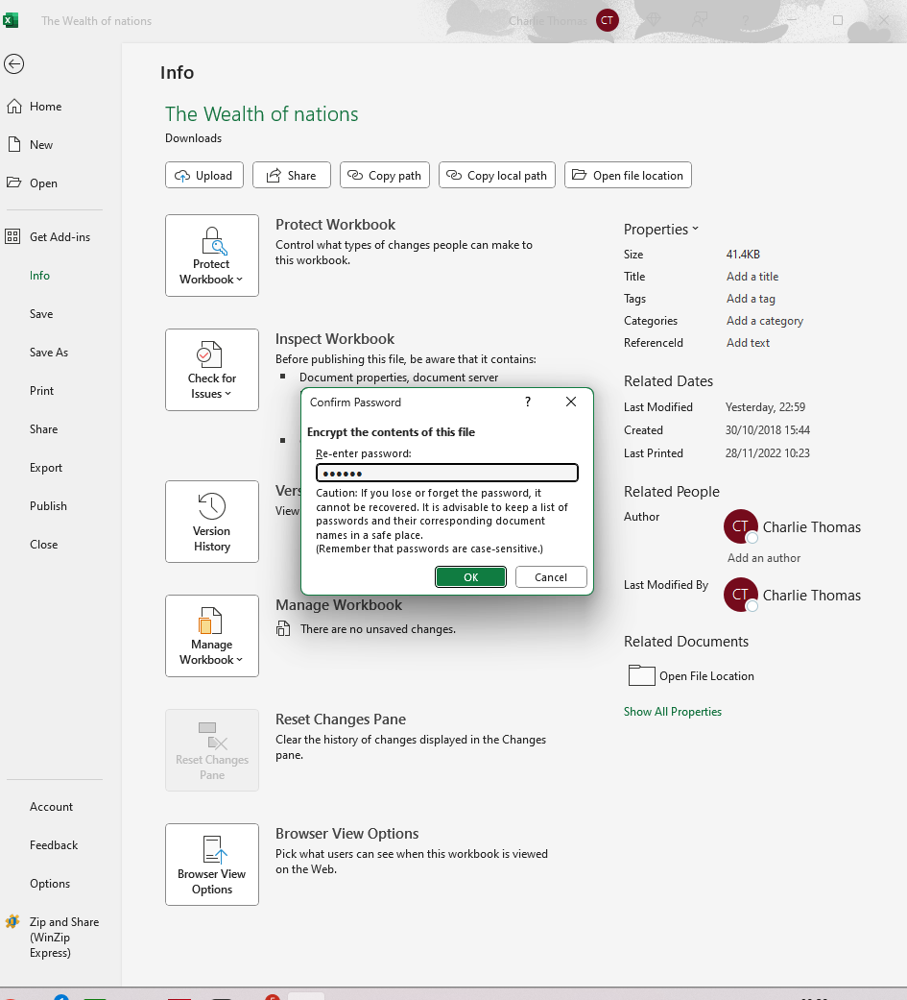 The Wealth of nations
Charlie Thomas
CT
Home
New
Open
Get Add-ins
Info
Save
Save As
Print
Share
Export
Publish
Close
Account
Feedback
Options
Zip and Share
(WinZip
Express)
Info
The Wealth of nations
Downloads
Upload
Share
Copy path
Copy local path
Open file location
Protect
Workbook
Protect Workbook
Control what types of changes people can make to
this workbook.
Check for
Issues
Inspect Workbook
Before publishing this file, be aware that it contains:
Document properties, document server
Version
History
View
Confirm Password
?
Encrypt the contents of this file
Re-enter password:
Caution: If you lose or forget the password, it
cannot be recovered. It is advisable to keep a list of
passwords and their corresponding document
names in a safe place.
(Remember that passwords are case-sensitive.)
OK
Cancel
Manage
Workbook
Manage Workbook
There are no unsaved changes.
Reset Changes
Pane
Reset Changes Pane
Clear the history of changes displayed in the Changes
pane.
Browser View
Options
Browser View Options
Pick what users can see when this workbook is viewed
on the Web.
Properties
Size 41.4KB
Title Add a title
Tags Add a tag
Categories Add a category
ReferenceId Add text
Related Dates
Last Modified Yesterday, 22:59
Created 30/10/2018 15:44
Last Printed 28/11/2022 10:23
Related People
Author
CT Charlie Thomas
Add an author
Last Modified By
CT Charlie Thomas
Related Documents
Open File Location
Show All Properties